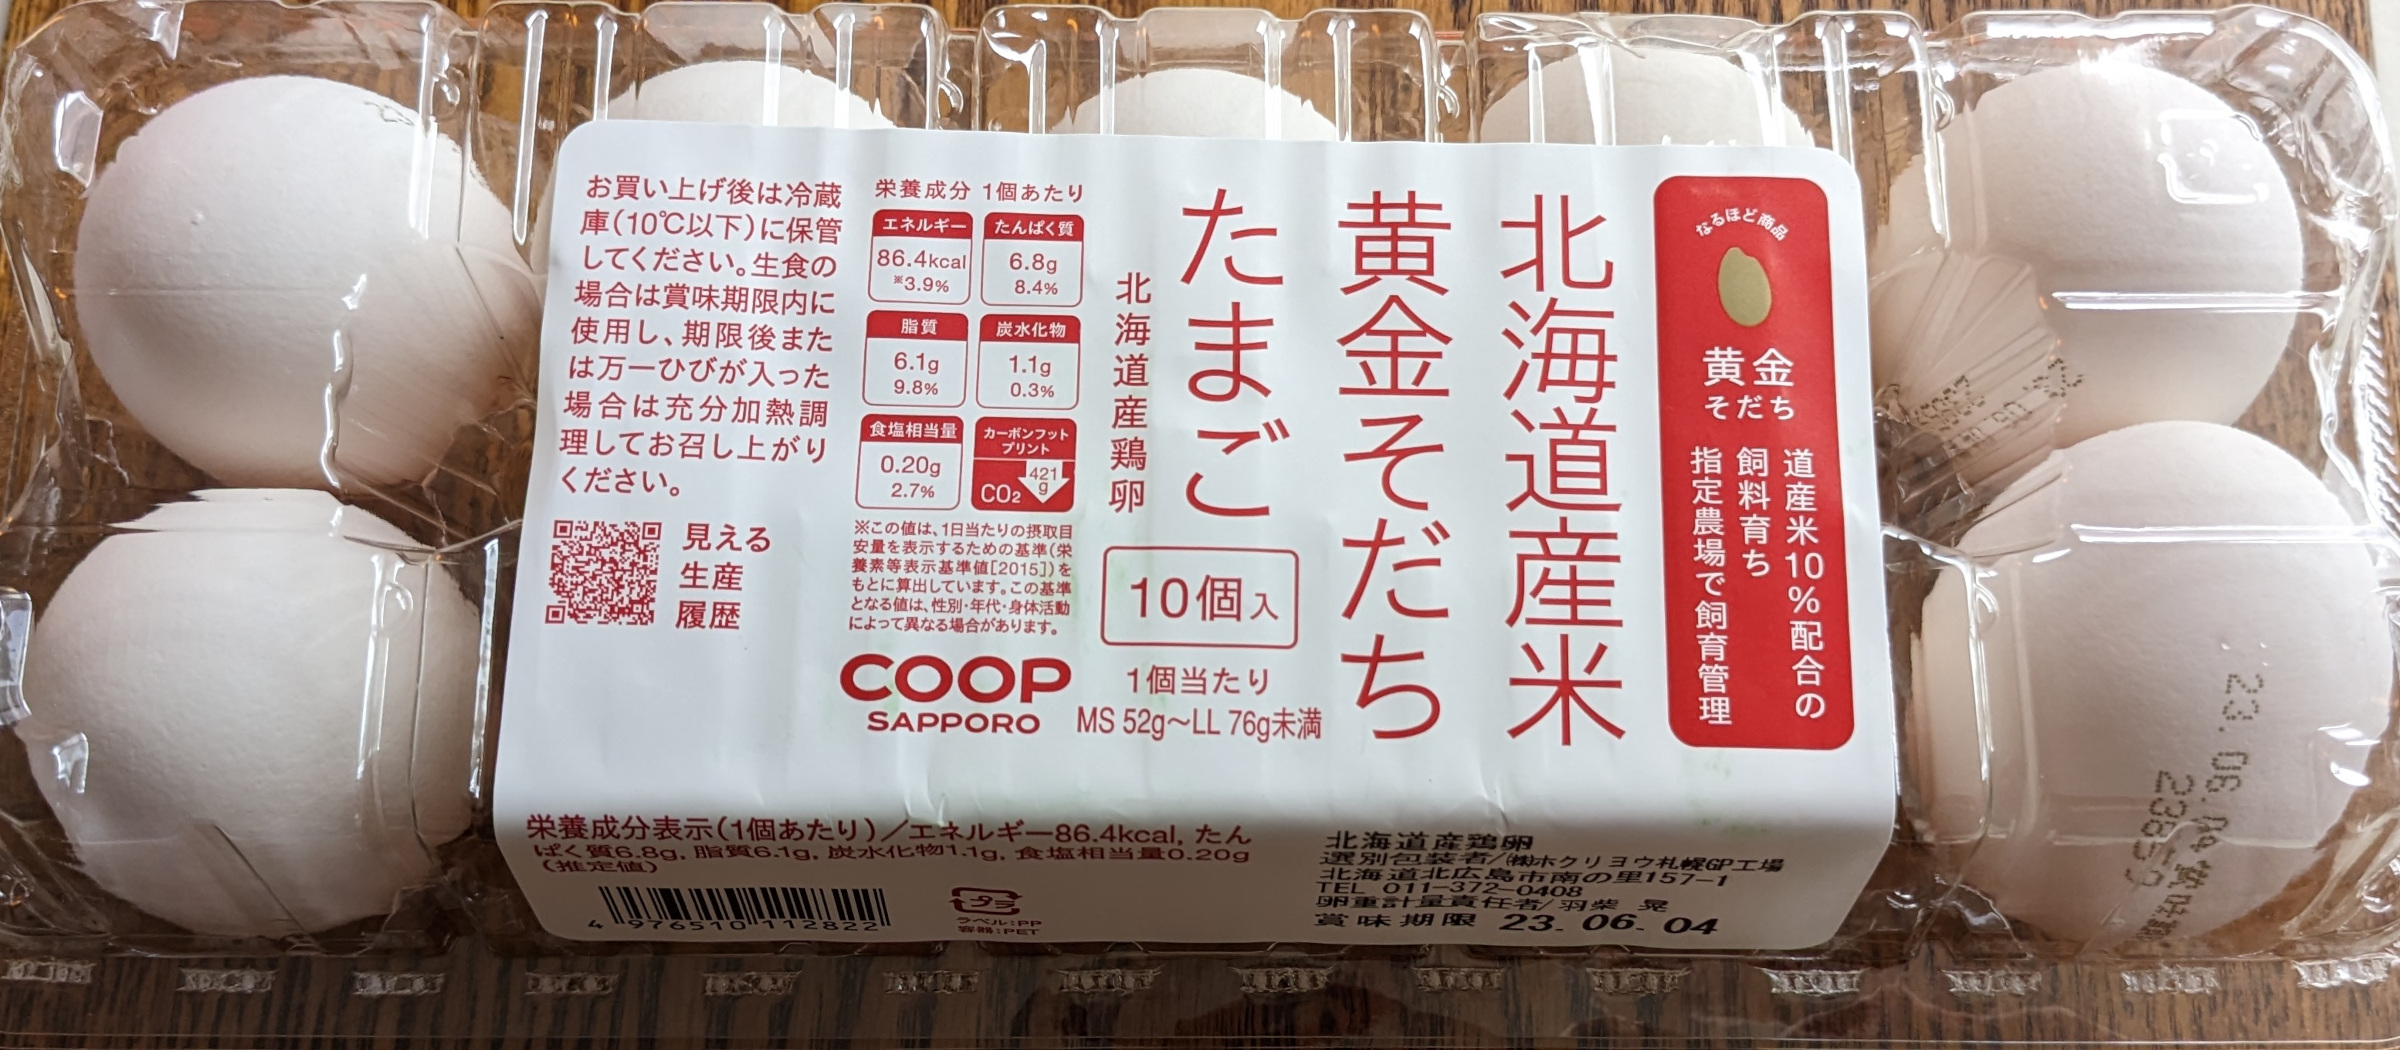 なるほど商品
黄金
そだち
道産米10%配合の
飼料育ち
指定農場で飼育管理
北海道産米
黄金そだち
たまご
北海道産鶏卵
10個入
1個当たり
MS 52g～LL 76g未満
栄養成分 1個あたり
エネルギー
86.4kcal
※3.9%
たんぱく質
6.8g
8.4%
脂質
6.1g
9.8%
炭水化物
1.1g
0.3%
食塩相当量
0.20g
2.7%
カーボンフット
プリント
421
g
CO2
※この値は、1日当たりの摂取目
安量を表示するための基準(栄
養素等表示基準値[2015])を
もとに算出しています。この基準
となる値は、性別・年代・身体活動
によって異なる場合があります。
COOP
SAPPORO
お買い上げ後は冷蔵
庫(10℃以下)に保管
してください。生食の
場合は賞味期限内に
使用し、期限後また
は万一ひびが入った
場合は充分加熱調
理してお召し上がり
ください。
見える
生産
履歴
栄養成分表示(1個あたり)／エネルギー86.4kcal, たん
ぱく質6.8g, 脂質6.1g, 炭水化物1.1g, 食塩相当量0.20g
(推定値)
4 976510 112822
プラ
ラベル:PP
容器:PET
北海道産鶏卵
選別包装者/㈱ホクリヨウ札幌GP工場
北海道北広島市南の里157-1
TEL 011-372-0408
卵重計量責任者/羽柴 晃
賞味期限 23. 06. 04
23.06.04 賞味期限